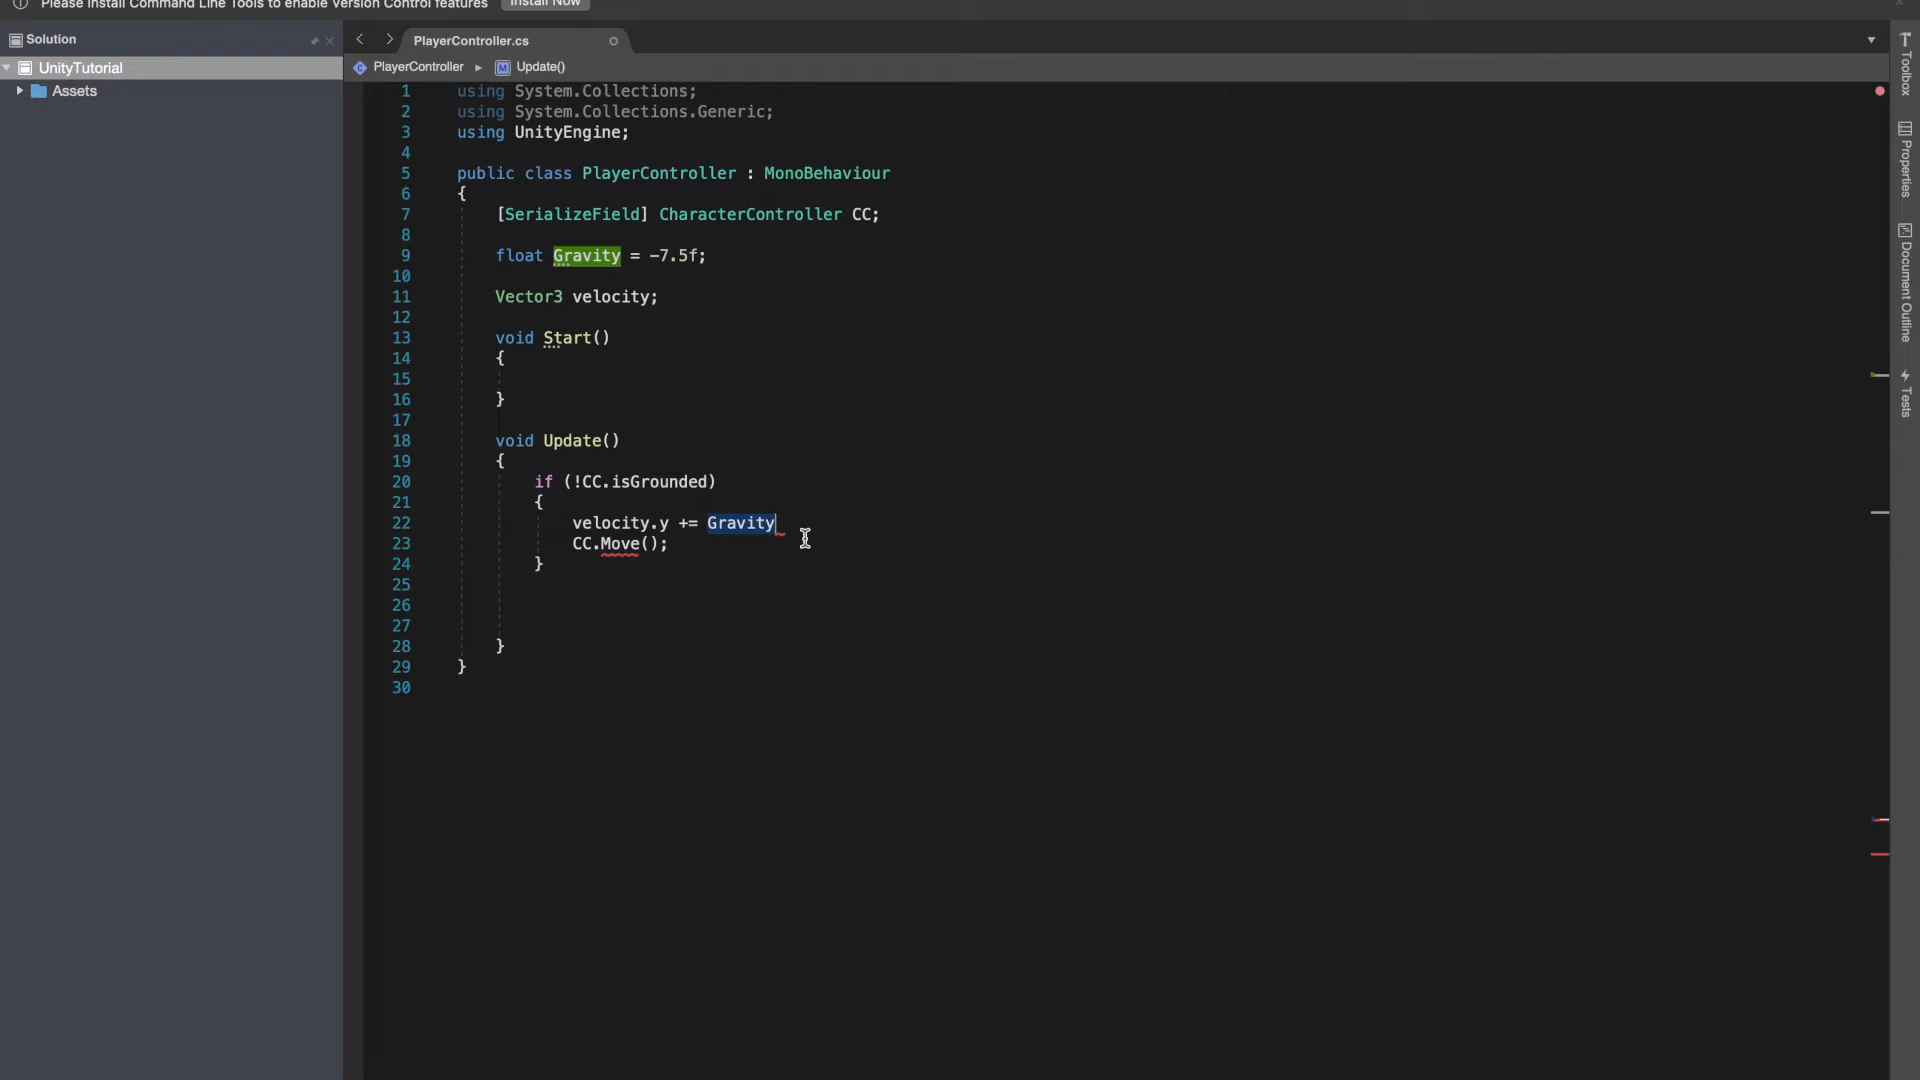 Please Install Command Line Tools to enable Version Control features Install Now
Solution
UnityTutorial
Assets
PlayerController.cs
PlayerController ▸ Update()
1 using System.Collections;
2 using System.Collections.Generic;
3 using UnityEngine;
4
5 public class PlayerController : MonoBehaviour
6 {
7 [SerializeField] CharacterController CC;
8
9 float Gravity = -7.5f;
10
11 Vector3 velocity;
12
13 void Start()
14 {
15
16 }
17
18 void Update()
19 {
20 if (!CC.isGrounded)
21 {
22 velocity.y += Gravity
23 CC.Move();
24 }
25
26
27
28 }
29 }
30
Toolbox
Properties
Document Outline
Tests